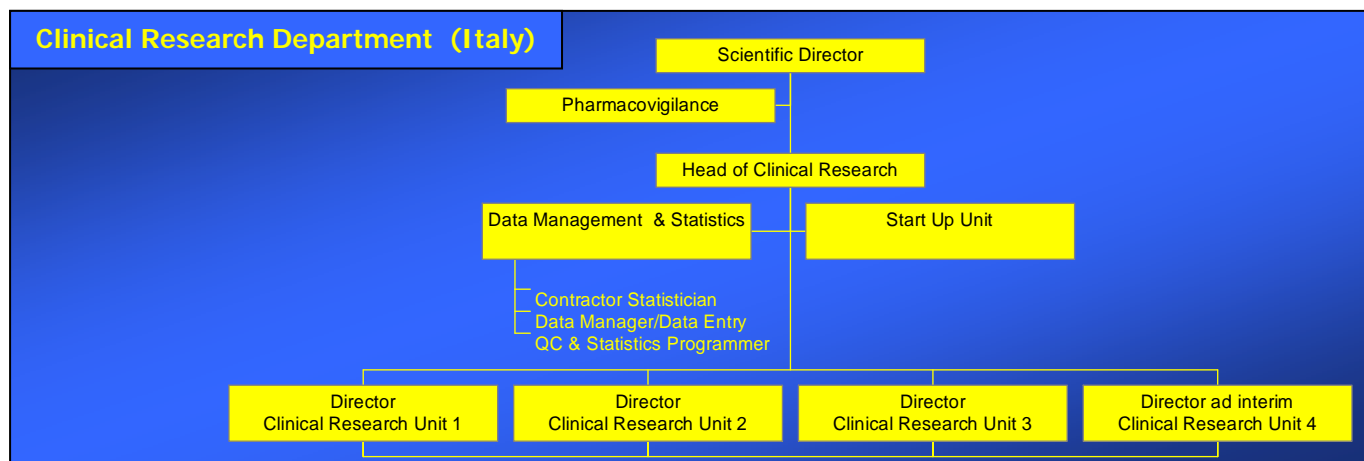 Clinical Research Department (Italy)
Scientific Director
Pharmacovigilance
Head of Clinical Research
Data Management & Statistics
Start Up Unit
Contractor Statistician
Data Manager/Data Entry
QC & Statistics Programmer
Director
Clinical Research Unit 1
Director
Clinical Research Unit 2
Director
Clinical Research Unit 3
Director ad interim
Clinical Research Unit 4